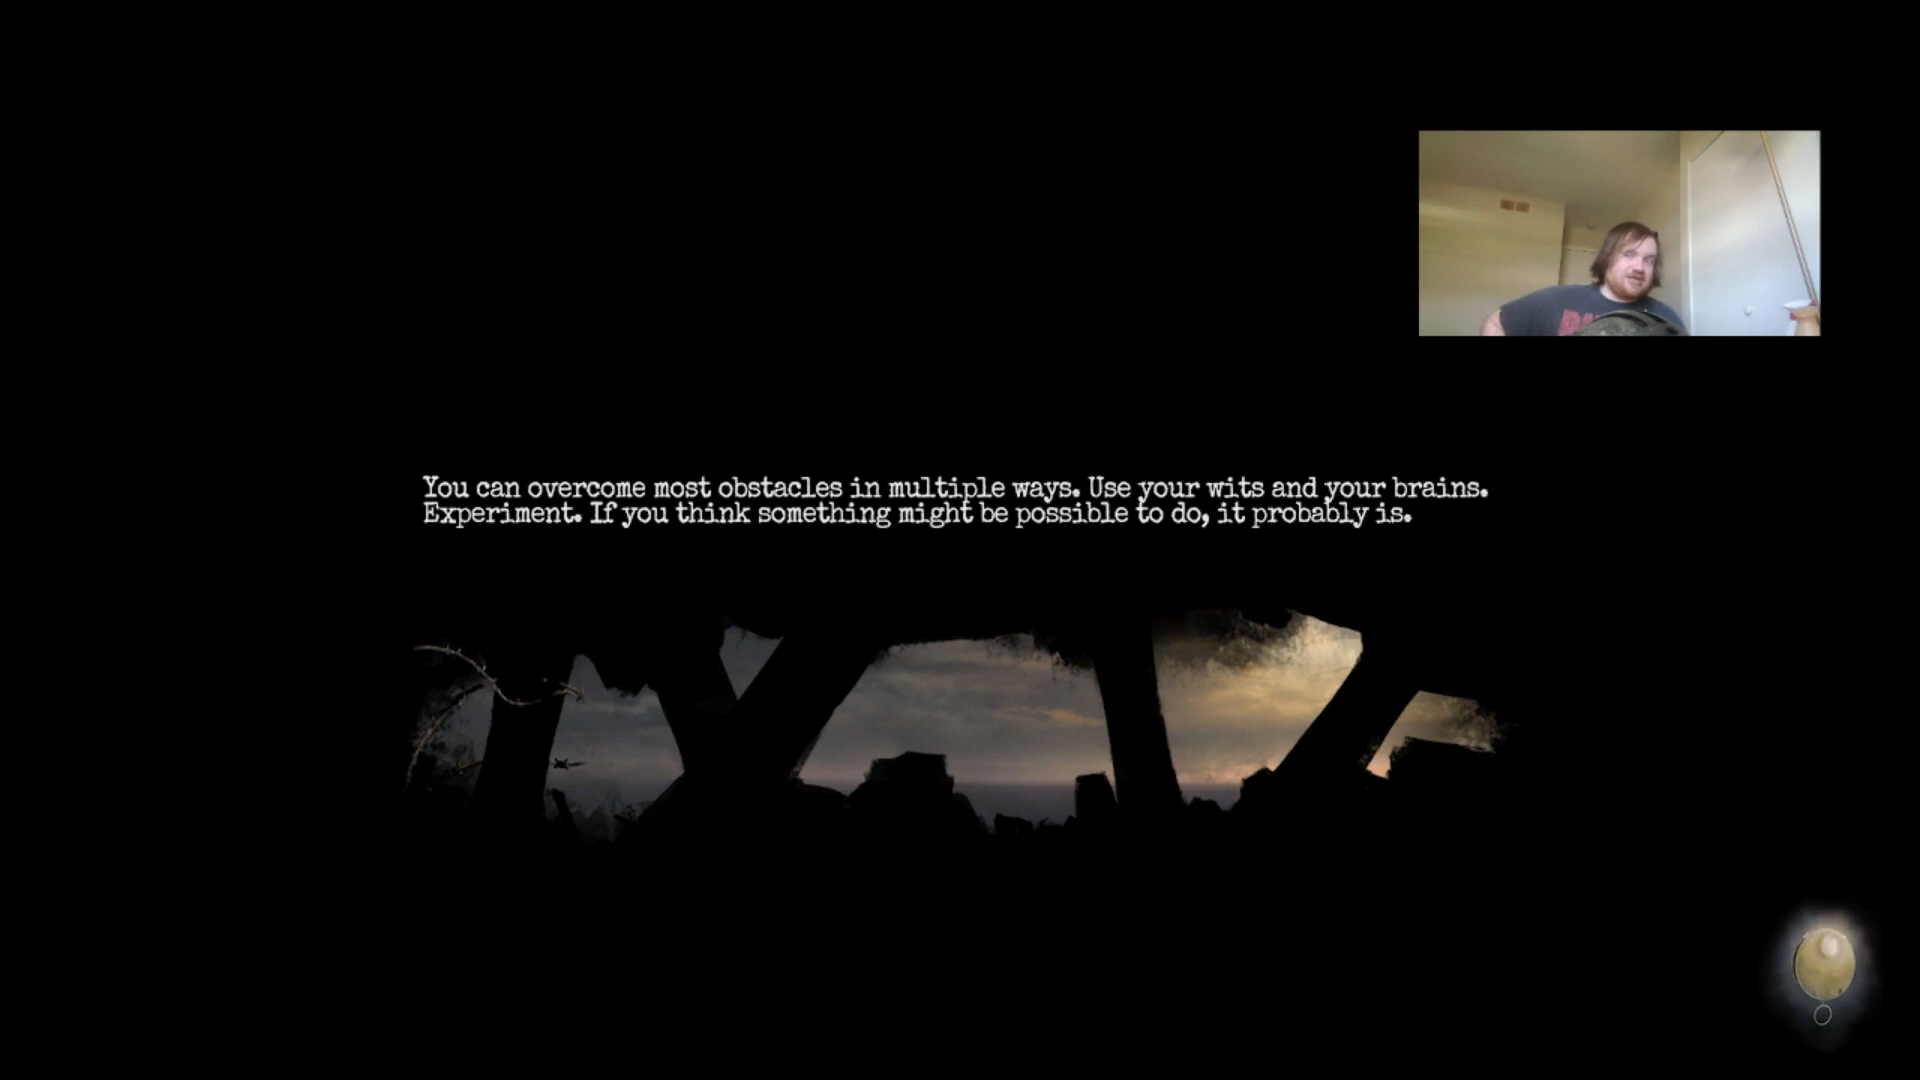 You can overcome most obstacles in multiple ways. Use your wits and your brains.
Experiment. If you think something might be possible to do, it probably is.